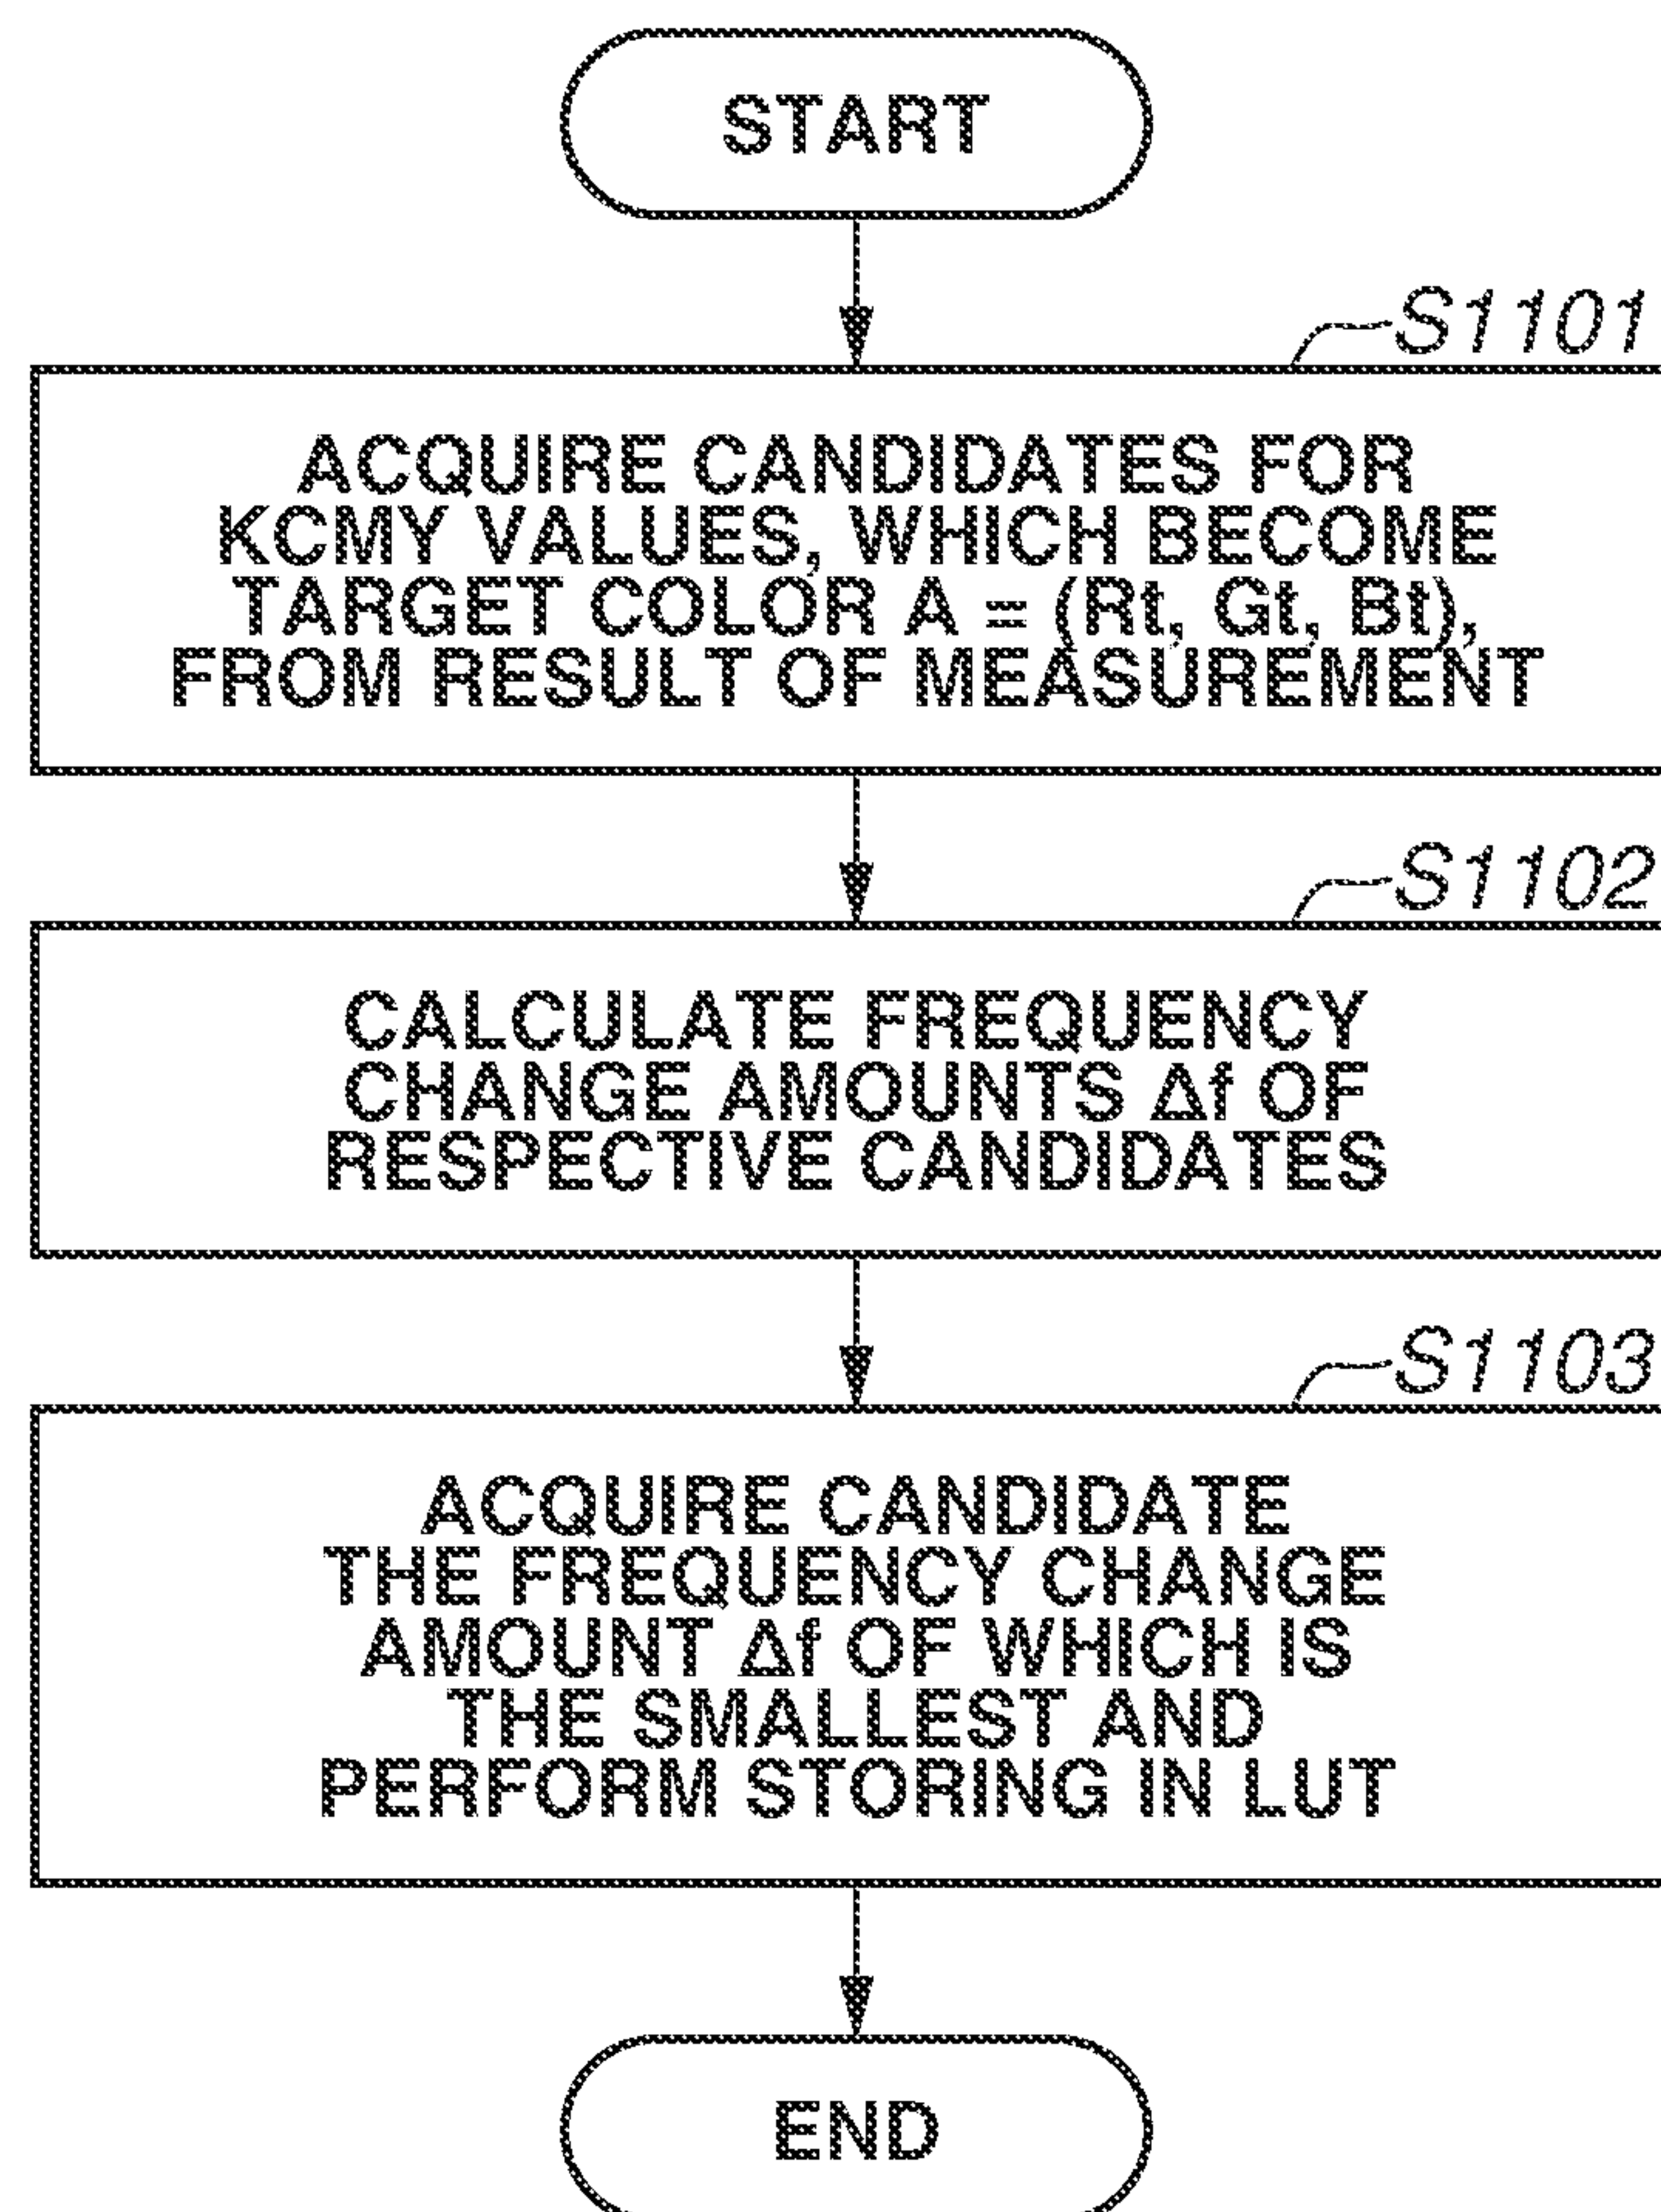 START
S1101
ACQUIRE CANDIDATES FOR
KCMY VALUES, WHICH BECOME
TARGET COLOR A = (Rt, Gt, Bt),
FROM RESULT OF MEASUREMENT
S1102
CALCULATE FREQUENCY
CHANGE AMOUNTS Δf OF
RESPECTIVE CANDIDATES
S1103
ACQUIRE CANDIDATE
THE FREQUENCY CHANGE
AMOUNT Δf OF WHICH IS
THE SMALLEST AND
PERFORM STORING IN LUT
END